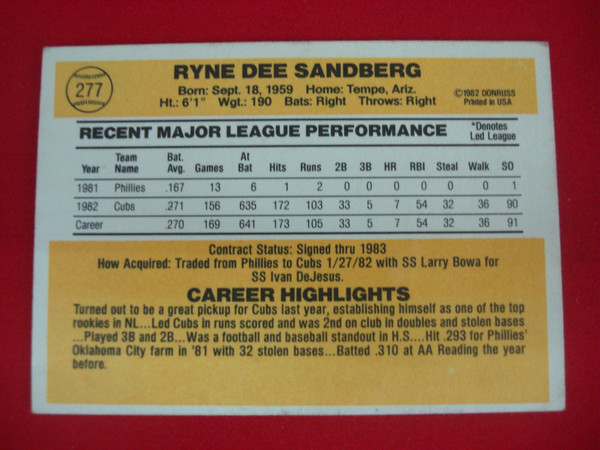 277
RYNE DEE SANDBERG
Born: Sept. 18, 1959 Home: Tempe, Ariz.
Ht.: 6'1" Wgt.: 190 Bats: Right Throws: Right
©1982 DONRUSS
Printed in USA
RECENT MAJOR LEAGUE PERFORMANCE
*Denotes
Led League
Year Team Name Bat. Avg. Games At Bat Hits Runs 2B 3B HR RBI Steal Walk SO
1981 Phillies .167 13 6 1 2 0 0 0 0 0 0 1
1982 Cubs .271 156 635 172 103 33 5 7 54 32 36 90
Career .270 169 641 173 105 33 5 7 54 32 36 91
Contract Status: Signed thru 1983
How Acquired: Traded from Phillies to Cubs 1/27/82 with SS Larry Bowa for
SS Ivan DeJesus.
CAREER HIGHLIGHTS
Turned out to be a great pickup for Cubs last year, establishing himself as one of the top
rookies in NL...Led Cubs in runs scored and was 2nd on club in doubles and stolen bases
...Played 3B and 2B...Was a football and baseball standout in H.S....Hit .293 for Phillies'
Oklahoma City farm in '81 with 32 stolen bases...Batted .310 at AA Reading the year
before.